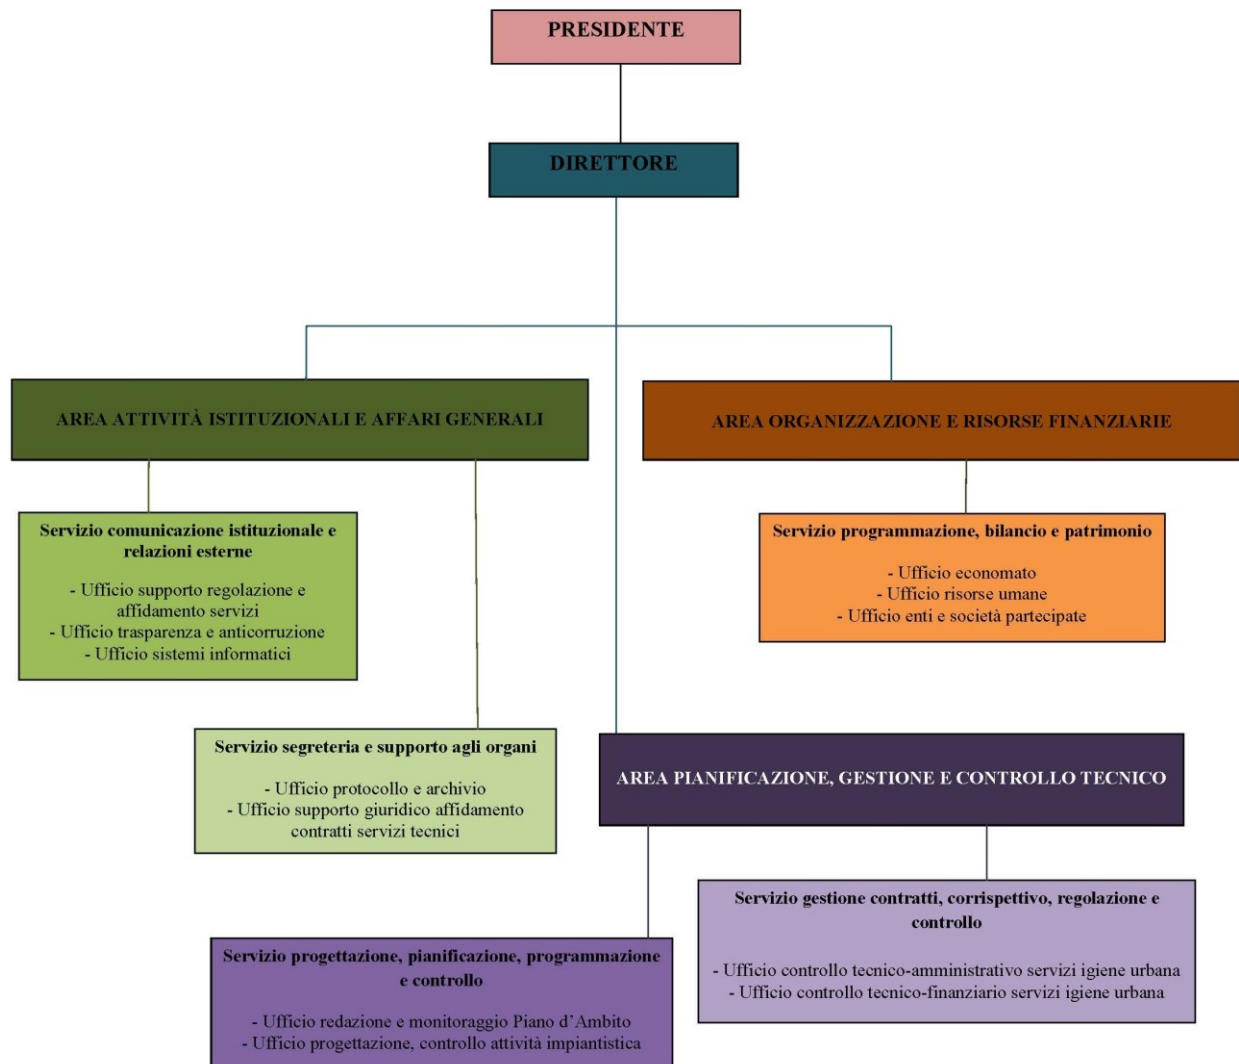 PRESIDENTE
DIRETTORE
AREA ATTIVITÀ ISTITUZIONALI E AFFARI GENERALI
AREA ORGANIZZAZIONE E RISORSE FINANZIARIE
Servizio comunicazione istituzionale e
relazioni esterne
- Ufficio supporto regolazione e
affidamento servizi
- Ufficio trasparenza e anticorruzione
- Ufficio sistemi informatici
Servizio programmazione, bilancio e patrimonio
- Ufficio economato
- Ufficio risorse umane
- Ufficio enti e società partecipate
Servizio segreteria e supporto agli organi
- Ufficio protocollo e archivio
- Ufficio supporto giuridico affidamento
contratti servizi tecnici
AREA PIANIFICAZIONE, GESTIONE E CONTROLLO TECNICO
Servizio gestione contratti, corrispettivo, regolazione e
controllo
- Ufficio controllo tecnico-amministrativo servizi igiene urbana
- Ufficio controllo tecnico-finanziario servizi igiene urbana
Servizio progettazione, pianificazione, programmazione
e controllo
- Ufficio redazione e monitoraggio Piano d’Ambito
- Ufficio progettazione, controllo attività impiantistica